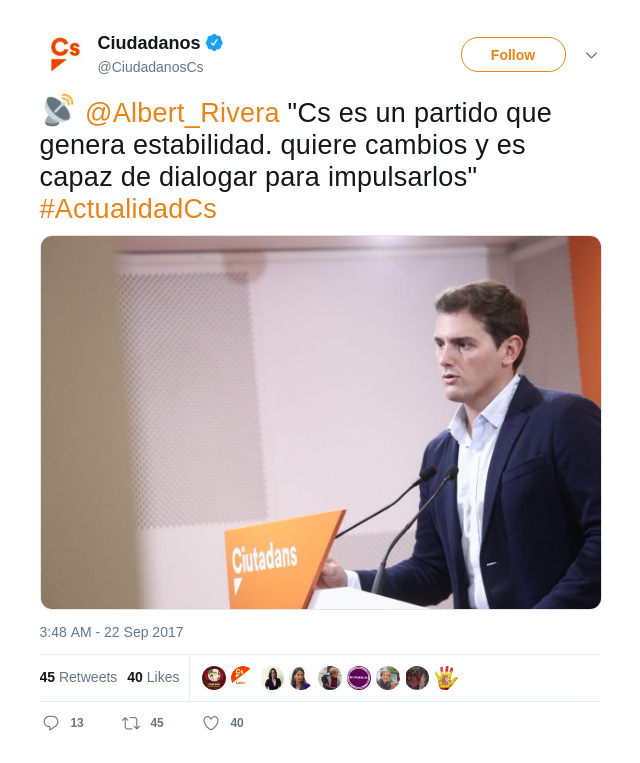 Cs
Ciudadanos
@CiudadanosCs
Follow
@Albert_Rivera "Cs es un partido que
genera estabilidad. quiere cambios y es
capaz de dialogar para impulsarlos"
#ActualidadCs
Ciutadans
3:48 AM - 22 Sep 2017
45 Retweets 40 Likes
13 45 40